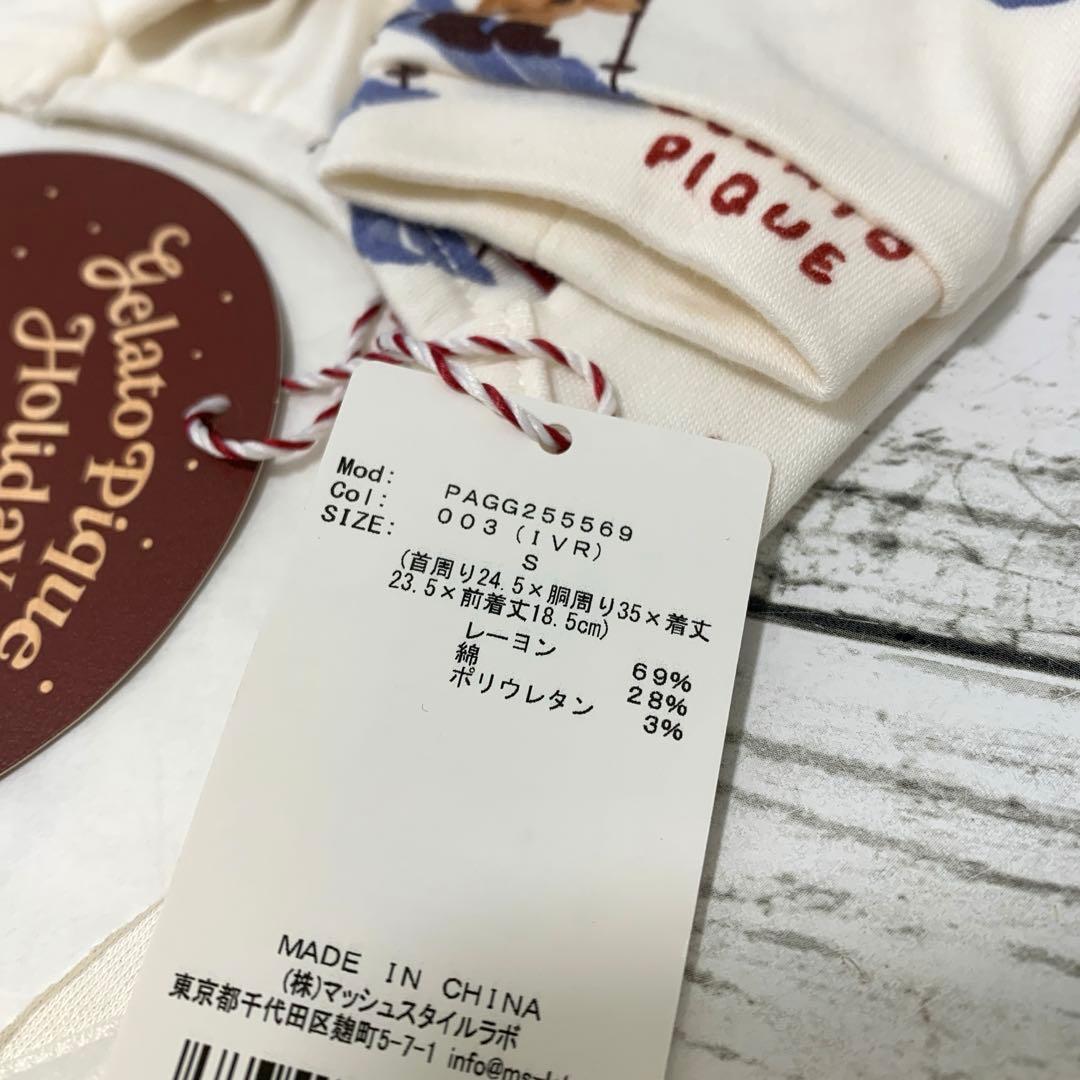 gelato Pique
Holiday
PIQUE
Mod: PAGG255569
Col: 003(IVR)
SIZE: S
(首周り24.5×胴周り35×着丈
23.5×前着丈18.5cm)
レーヨン 69%
綿 28%
ポリウレタン 3%
MADE IN CHINA
(株)マッシュスタイルラボ
東京都千代田区麹町5-7-1 info@ms-l